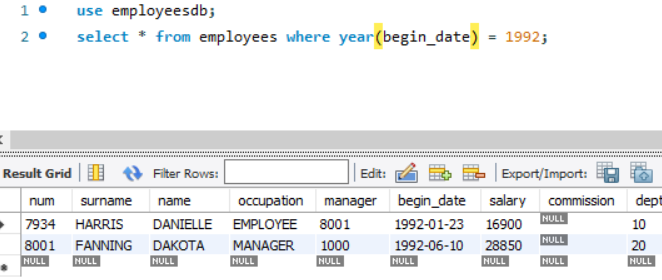 1 use employeesdb;
2 select * from employees where year(begin_date) = 1992;
Result Grid Filter Rows: Edit: Export/Import:
num surname name occupation manager begin_date salary commission dept
7934 HARRIS DANIELLE EMPLOYEE 8001 1992-01-23 16900 NULL 10
8001 FANNING DAKOTA MANAGER 1000 1992-06-10 28850 NULL 20
NULL NULL NULL NULL NULL NULL NULL NULL NULL